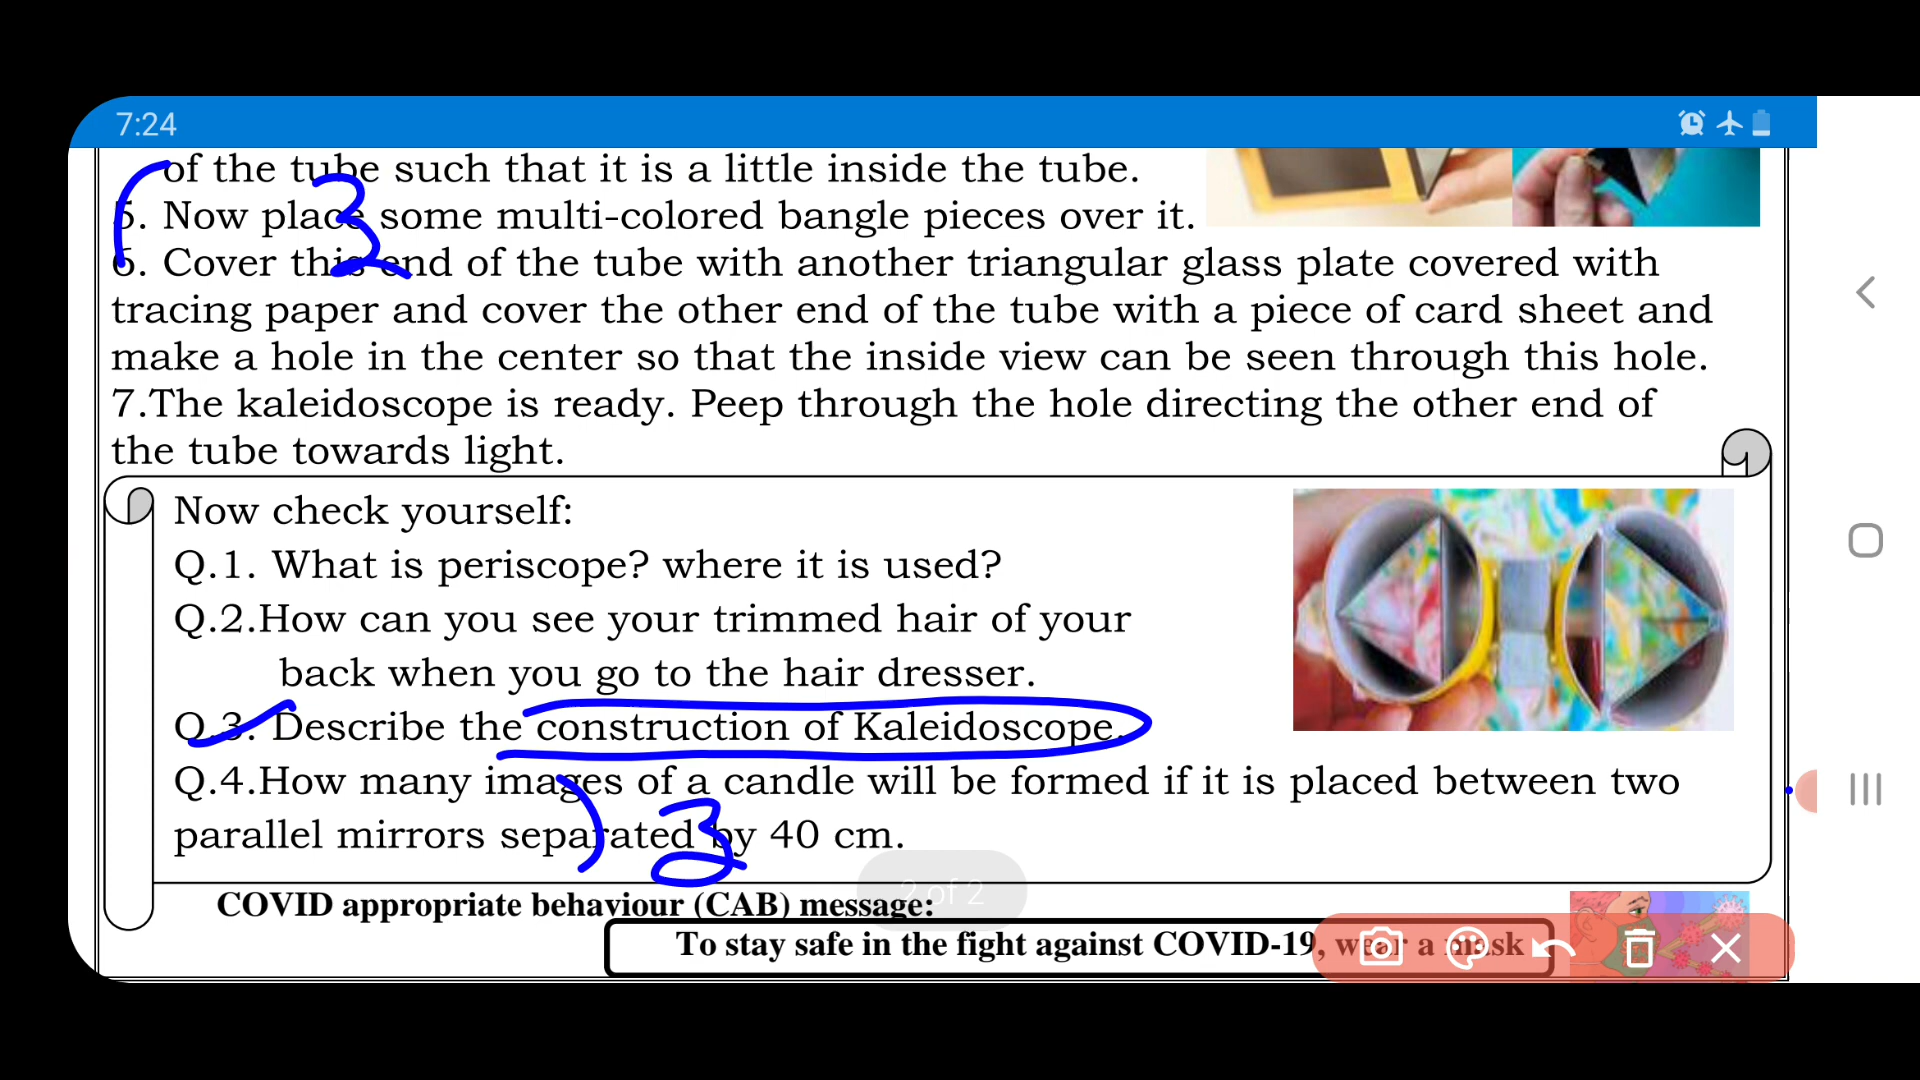 7:24
of the tube such that it is a little inside the tube.
5. Now place some multi-colored bangle pieces over it.
6. Cover this end of the tube with another triangular glass plate covered with
tracing paper and cover the other end of the tube with a piece of card sheet and
make a hole in the center so that the inside view can be seen through this hole.
7.The kaleidoscope is ready. Peep through the hole directing the other end of
the tube towards light.
Now check yourself:
Q.1. What is periscope? where it is used?
Q.2.How can you see your trimmed hair of your
back when you go to the hair dresser.
Q.3. Describe the construction of Kaleidoscope.
Q.4.How many images of a candle will be formed if it is placed between two
parallel mirrors separated by 40 cm.
3
3
2 of 2
COVID appropriate behaviour (CAB) message:
To stay safe in the fight against COVID-19, wear a mask